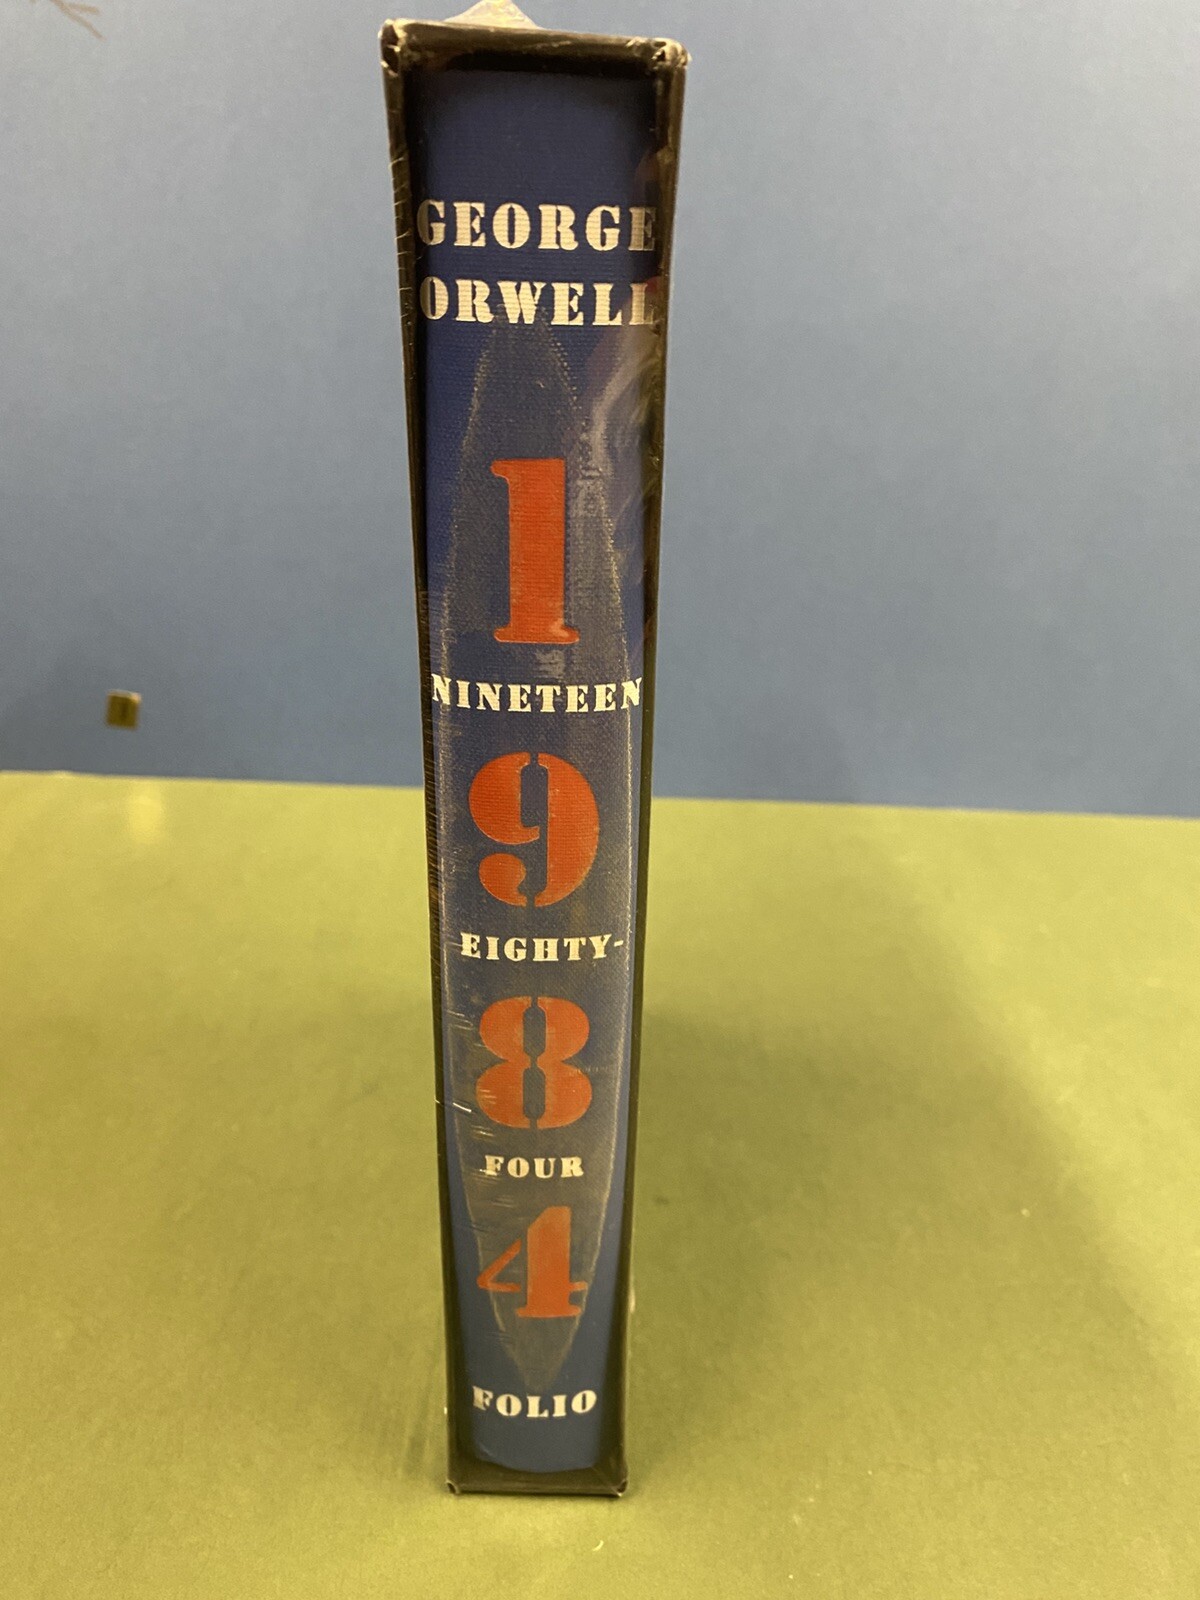 GEORGE
ORWELL
1
NINETEEN
9
EIGHTY-
8
FOUR
4
FOLIO